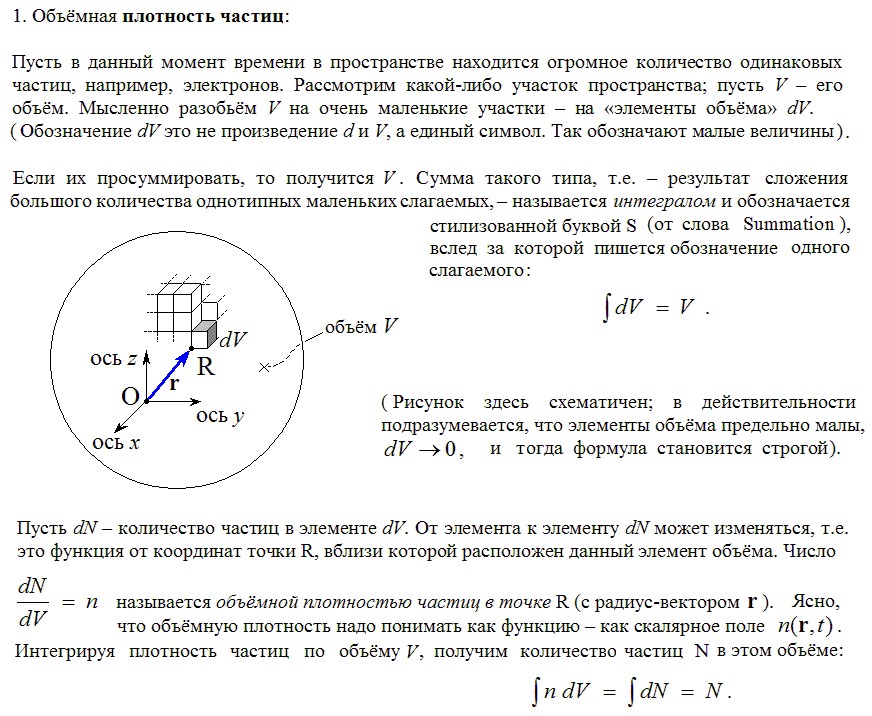 1. Объёмная плотность частиц:
Пусть в данный момент времени в пространстве находится огромное количество одинаковых
частиц, например, электронов. Рассмотрим какой-либо участок пространства; пусть V – его
объём. Мысленно разобьём V на очень маленькие участки – на «элементы объёма» dV.
( Обозначение dV это не произведение d и V, а единый символ. Так обозначают малые величины ).
Если их просуммировать, то получится V . Сумма такого типа, т.е. – результат сложения
большого количества однотипных маленьких слагаемых, – называется интегралом и обозначается
стилизованной буквой S (от слова Summation ),
вслед за которой пишется обозначение одного
слагаемого:
∫ dV = V .
dV
объём V
ось z
R
r
O
ось y
ось x
( Рисунок здесь схематичен; в действительности
подразумевается, что элементы объёма предельно малы,
dV → 0 , и тогда формула становится строгой).
Пусть dN – количество частиц в элементе dV. От элемента к элементу dN может изменяться, т.е.
это функция от координат точки R, вблизи которой расположен данный элемент объёма. Число
dN/dV = n называется объёмной плотностью частиц в точке R (с радиус-вектором r ). Ясно,
что объёмную плотность надо понимать как функцию – как скалярное поле n(r,t) .
Интегрируя плотность частиц по объёму V, получим количество частиц N в этом объёме:
∫ n dV = ∫ dN = N .